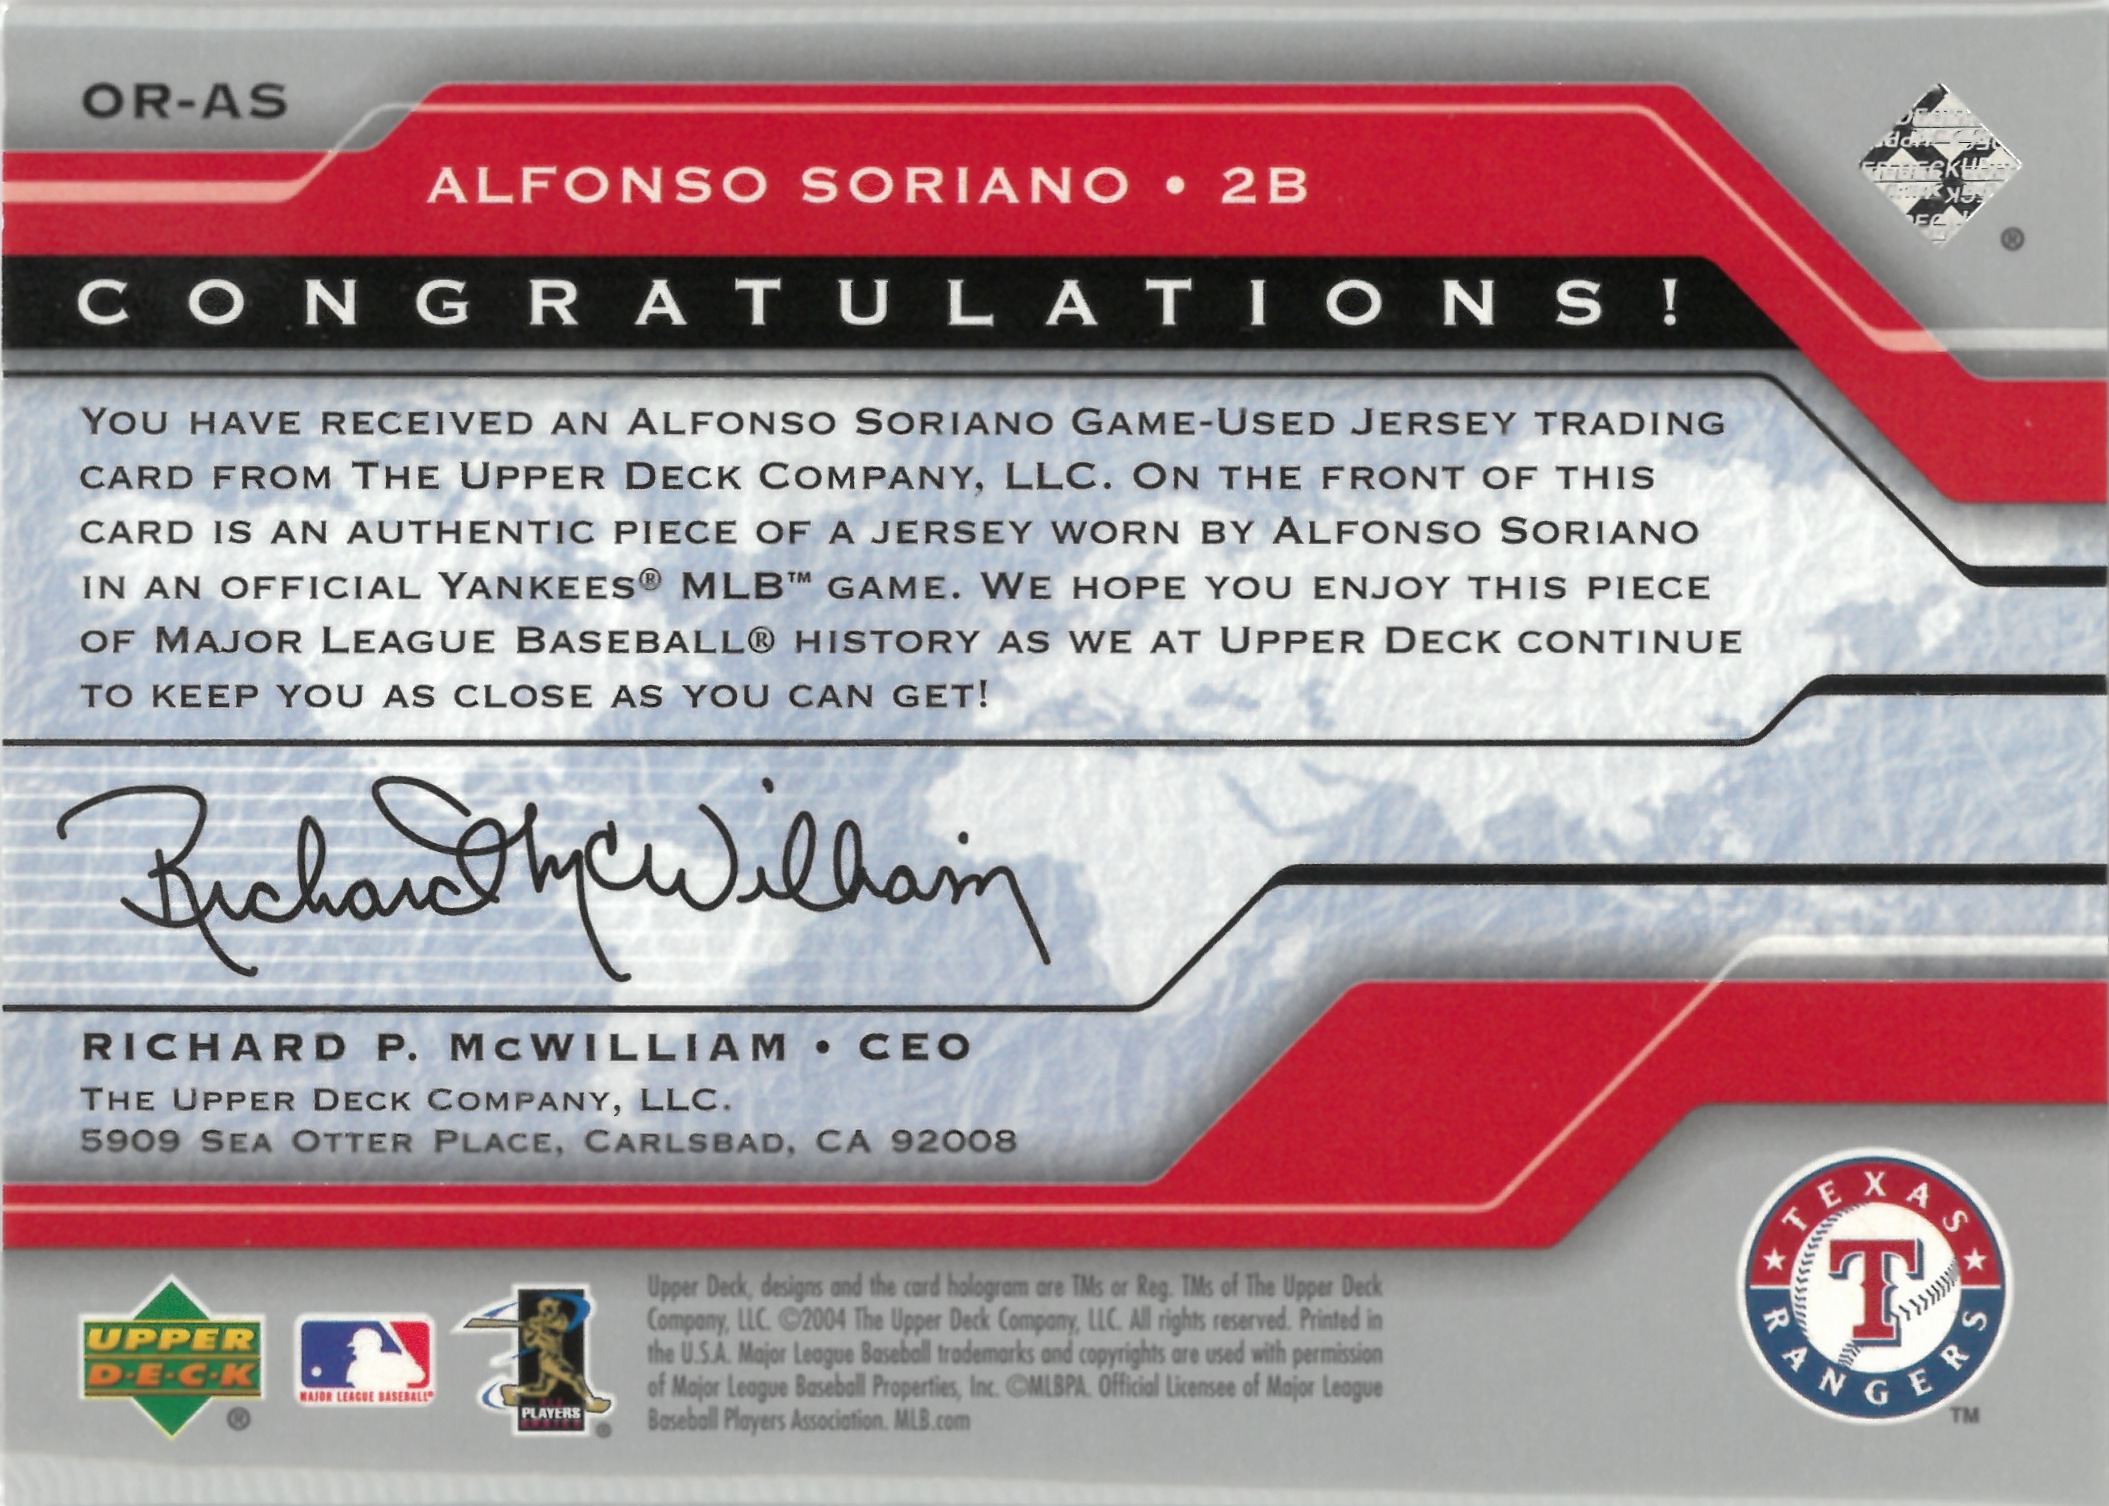 OR-AS
ALFONSO SORIANO • 2B
CONGRATULATIONS!
YOU HAVE RECEIVED AN ALFONSO SORIANO GAME-USED JERSEY TRADING
CARD FROM THE UPPER DECK COMPANY, LLC. ON THE FRONT OF THIS
CARD IS AN AUTHENTIC PIECE OF A JERSEY WORN BY ALFONSO SORIANO
IN AN OFFICIAL YANKEES® MLB™ GAME. WE HOPE YOU ENJOY THIS PIECE
OF MAJOR LEAGUE BASEBALL® HISTORY AS WE AT UPPER DECK CONTINUE
TO KEEP YOU AS CLOSE AS YOU CAN GET!
Richard McWilliam
RICHARD P. McWILLIAM • CEO
THE UPPER DECK COMPANY, LLC.
5909 SEA OTTER PLACE, CARLSBAD, CA 92008
UPPER
D•E•C•K
®
MAJOR LEAGUE BASEBALL®
PLAYERS
®
Upper Deck, designs and the card hologram are TMs or Reg. TMs of The Upper Deck
Company, LLC. ©2004 The Upper Deck Company, LLC. All rights reserved. Printed in
the U.S.A. Major League Baseball trademarks and copyrights are used with permission
of Major League Baseball Properties, Inc. ©MLBPA. Official Licensee of Major League
Baseball Players Association. MLB.com
TEXAS
T
RANGERS
TM